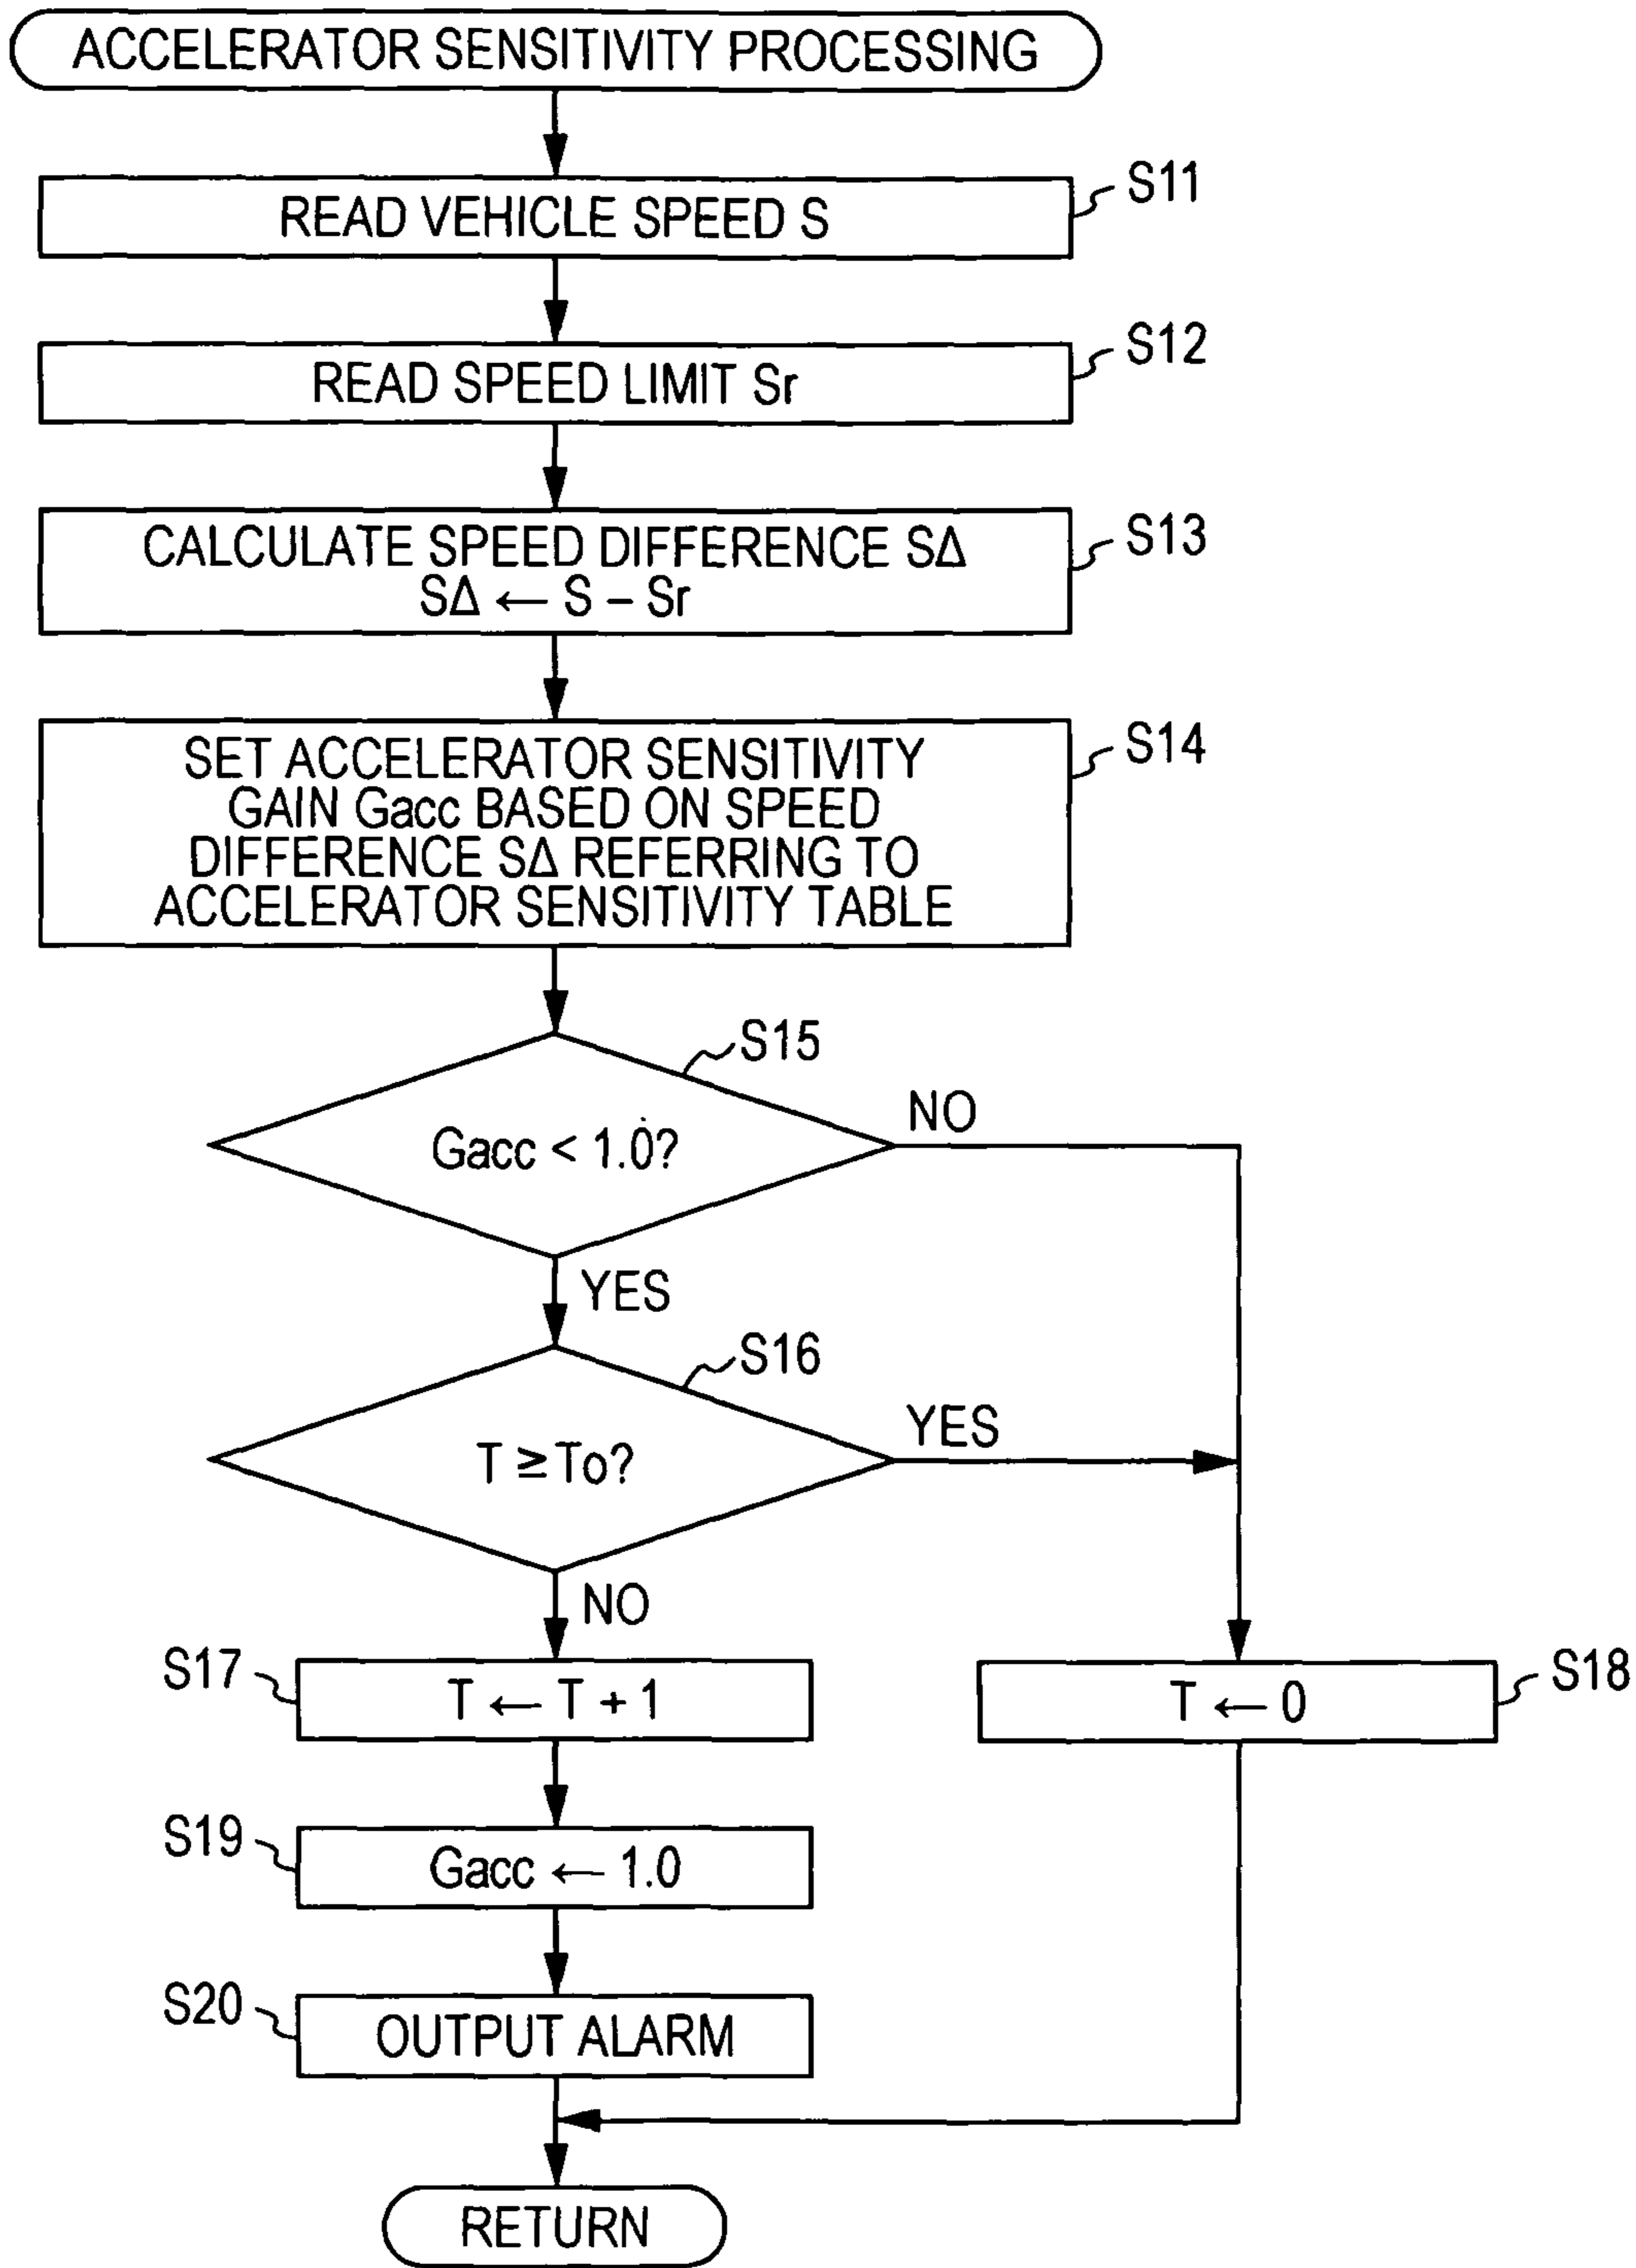 ACCELERATOR SENSITIVITY PROCESSING
READ VEHICLE SPEED S
S11
READ SPEED LIMIT Sr
S12
CALCULATE SPEED DIFFERENCE SΔ
SΔ ← S – Sr
S13
SET ACCELERATOR SENSITIVITY
GAIN Gacc BASED ON SPEED
DIFFERENCE SΔ REFERRING TO
ACCELERATOR SENSITIVITY TABLE
S14
S15
Gacc < 1.0?
NO
YES
S16
T ≧ To?
YES
NO
S17
T ← T + 1
T ← 0
S18
S19
Gacc ← 1.0
S20
OUTPUT ALARM
RETURN